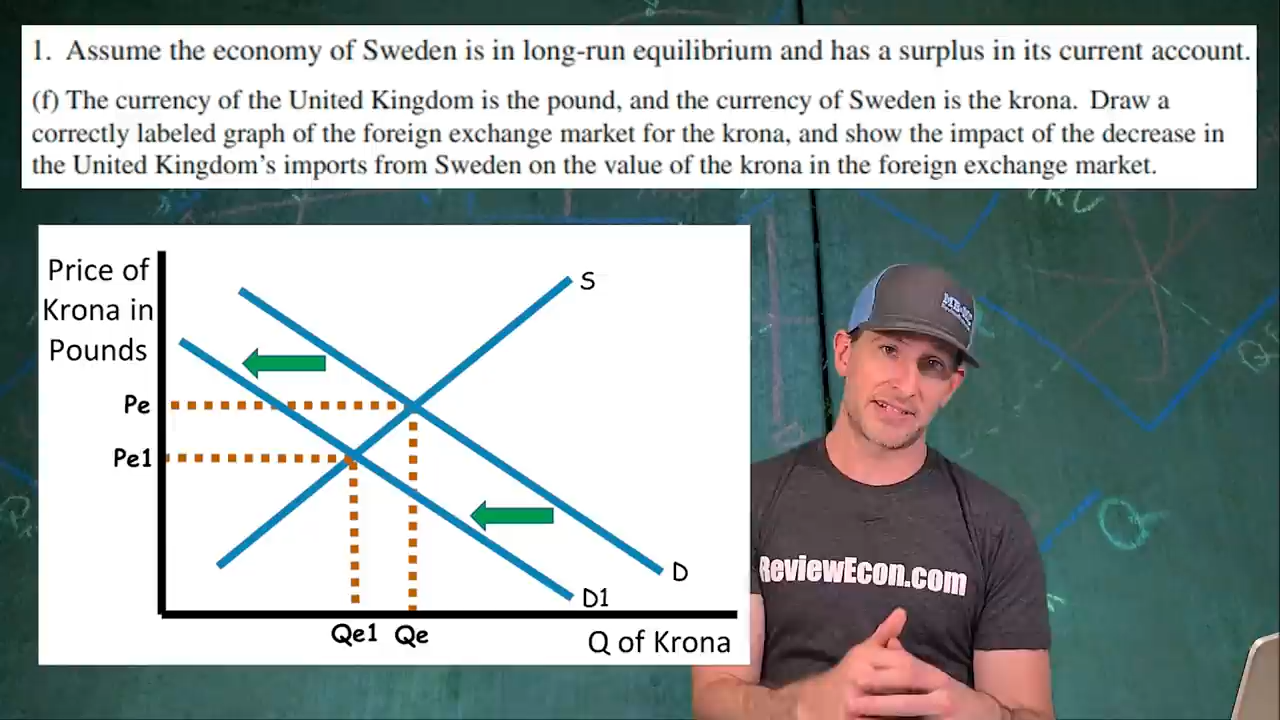 1. Assume the economy of Sweden is in long-run equilibrium and has a surplus in its current account.
(f) The currency of the United Kingdom is the pound, and the currency of Sweden is the krona. Draw a
correctly labeled graph of the foreign exchange market for the krona, and show the impact of the decrease in
the United Kingdom's imports from Sweden on the value of the krona in the foreign exchange market.
Price of
Krona in
Pounds
S
Pe
Pe1
D
D1
Qe1 Qe
Q of Krona
ReviewEcon.com
Q